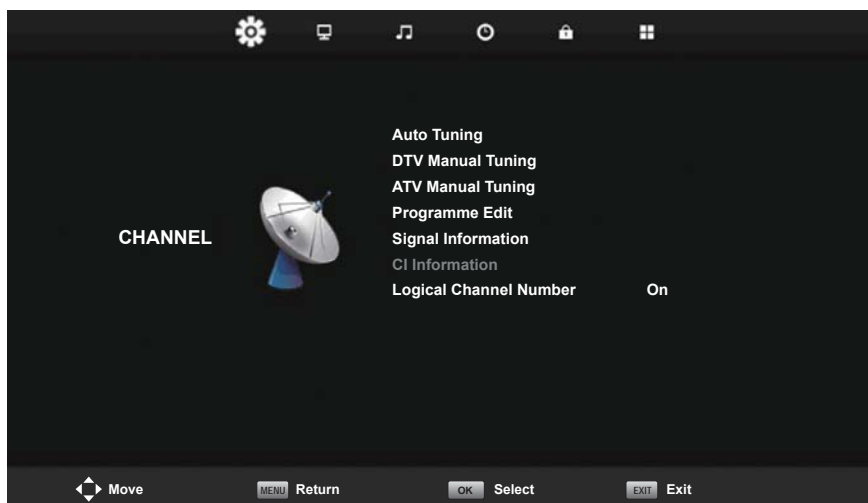 Auto Tuning
DTV Manual Tuning
ATV Manual Tuning
Programme Edit
CHANNEL
Signal Information
CI Information
Logical Channel Number On
Move MENU Return OK Select EXIT Exit